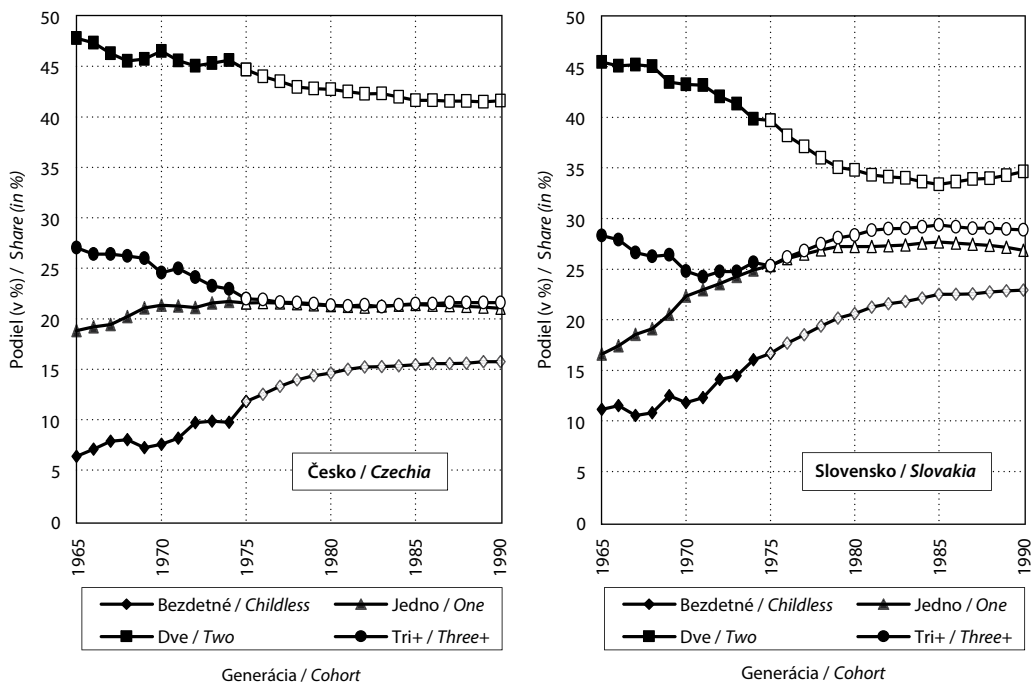 50
45
40
35
30
25
20
15
10
5
0
Podiel (v %) / Share (in %)
Česko / Czechia
1965
1970
1975
1980
1985
1990
Bezdetné / Childless
Jedno / One
Dve / Two
Tri+ / Three+
Generácia / Cohort
50
45
40
35
30
25
20
15
10
5
0
Podiel (v %) / Share (in %)
Slovensko / Slovakia
1965
1970
1975
1980
1985
1990
Bezdetné / Childless
Jedno / One
Dve / Two
Tri+ / Three+
Generácia / Cohort